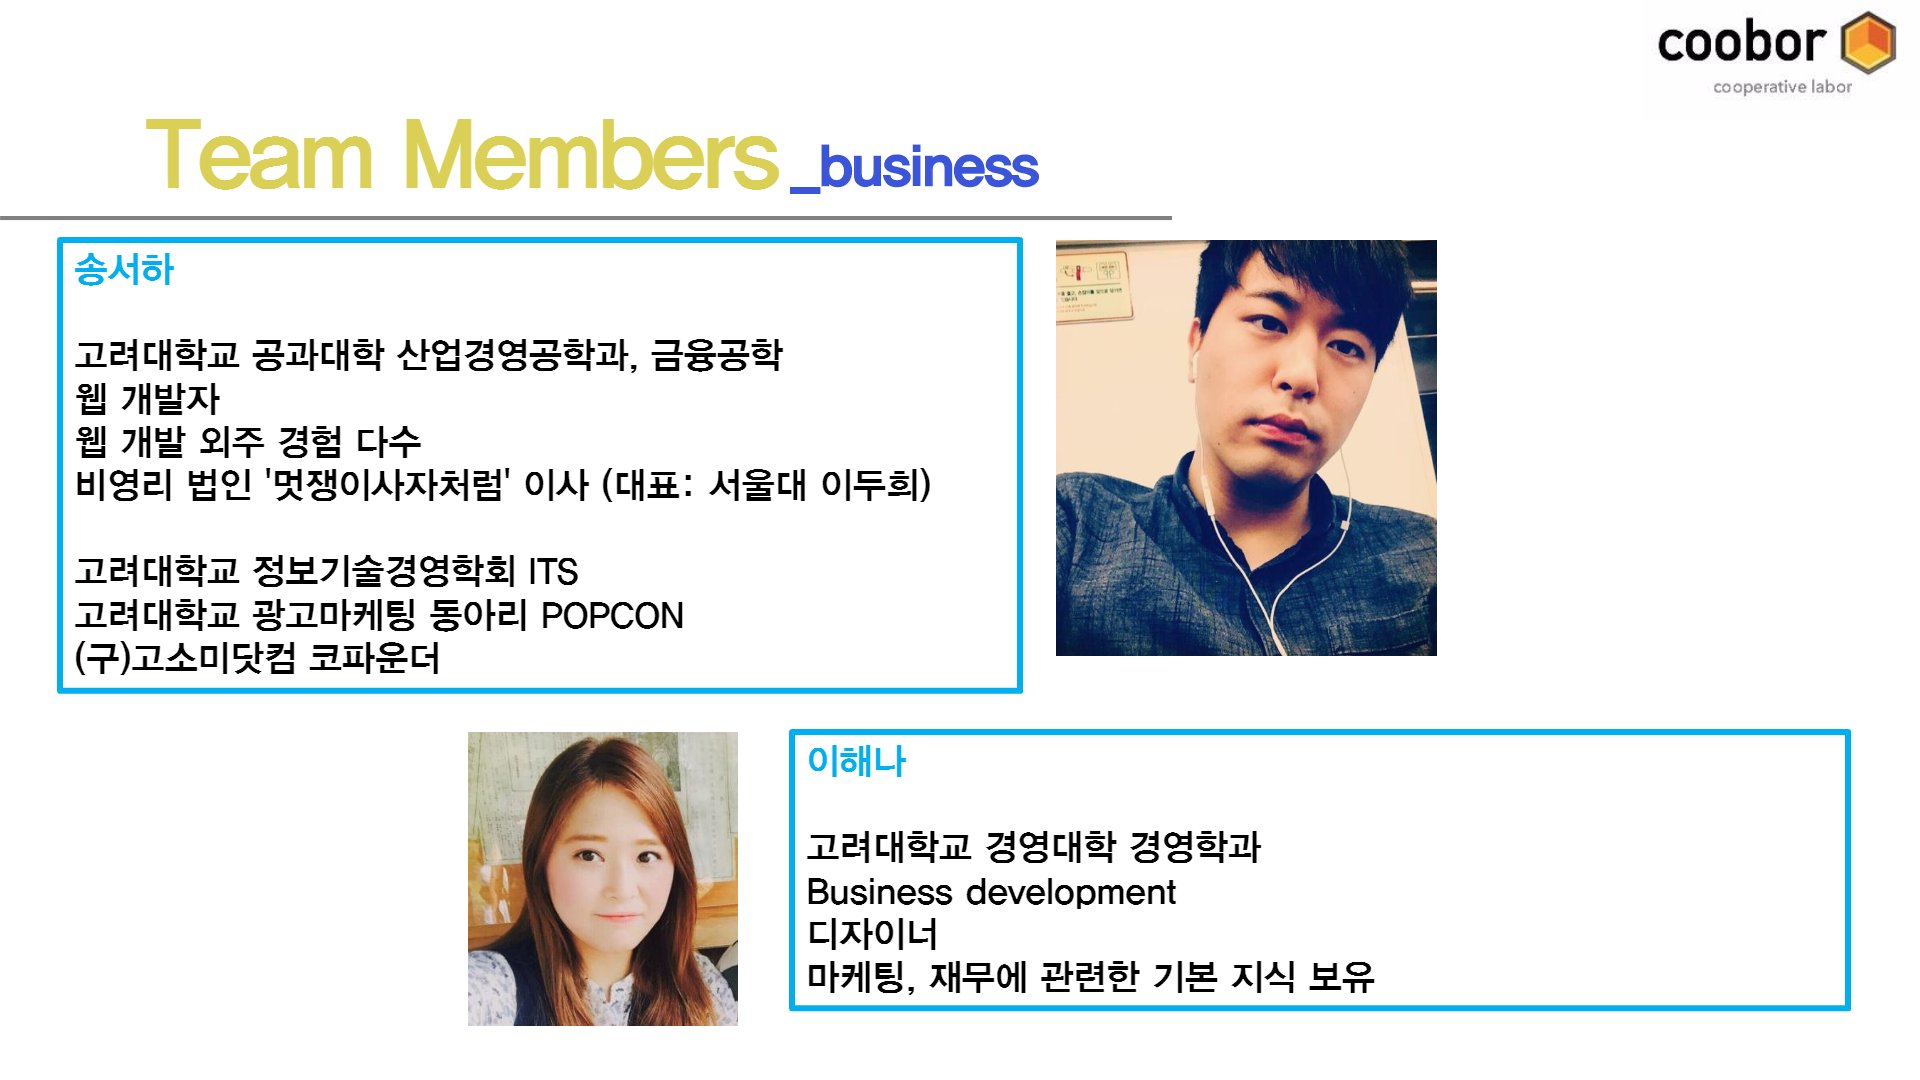 coobor
cooperative labor
Team Members _business
송서하
고려대학교 공과대학 산업경영공학과, 금융공학
웹 개발자
웹 개발 외주 경험 다수
비영리 법인 '멋쟁이사자처럼' 이사 (대표: 서울대 이두희)
고려대학교 정보기술경영학회 ITS
고려대학교 광고마케팅 동아리 POPCON
(구)고소미닷컴 코파운더
이해나
고려대학교 경영대학 경영학과
Business development
디자이너
마케팅, 재무에 관련한 기본 지식 보유